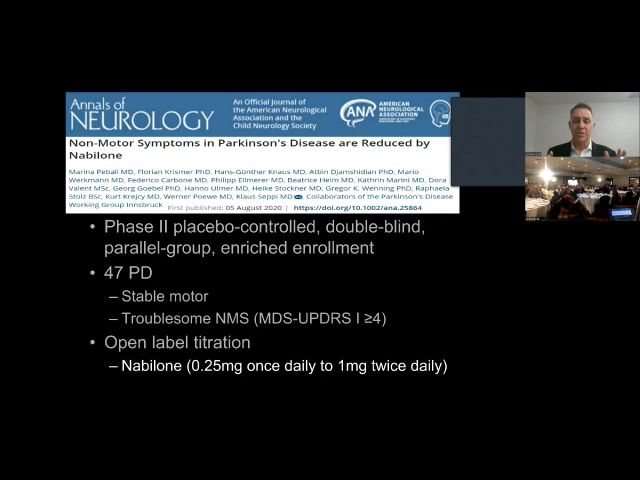 Annals of
NEUROLOGY
An Official Journal of
the American Neurological
Association and the
Child Neurology Society
ANA
AMERICAN
NEUROLOGICAL
ASSOCIATION
Non-Motor Symptoms in Parkinson's Disease are Reduced by
Nabilone
Marina Peball MD, Florian Krismer PhD, Hans-Günther Knaus MD, Atbin Djamshidian PhD, Mario
Werkmann MD, Federico Carbone MD, Philipp Ellmerer MD, Beatrice Heim MD, Kathrin Marini MD, Dora
Valent MSc, Georg Goebel PhD, Hanno Ulmer MD, Heike Stockner MD, Gregor K. Wenning PhD, Raphaela
Stolz BSc, Kurt Krejcy MD, Werner Poewe MD, Klaus Seppi MD, Collaborators of the Parkinson's Disease
Working Group Innsbruck
First published: 05 August 2020 | https://doi.org/10.1002/ana.25864
• Phase II placebo-controlled, double-blind,
parallel-group, enriched enrollment
• 47 PD
– Stable motor
– Troublesome NMS (MDS-UPDRS I ≥4)
• Open label titration
– Nabilone (0.25mg once daily to 1mg twice daily)